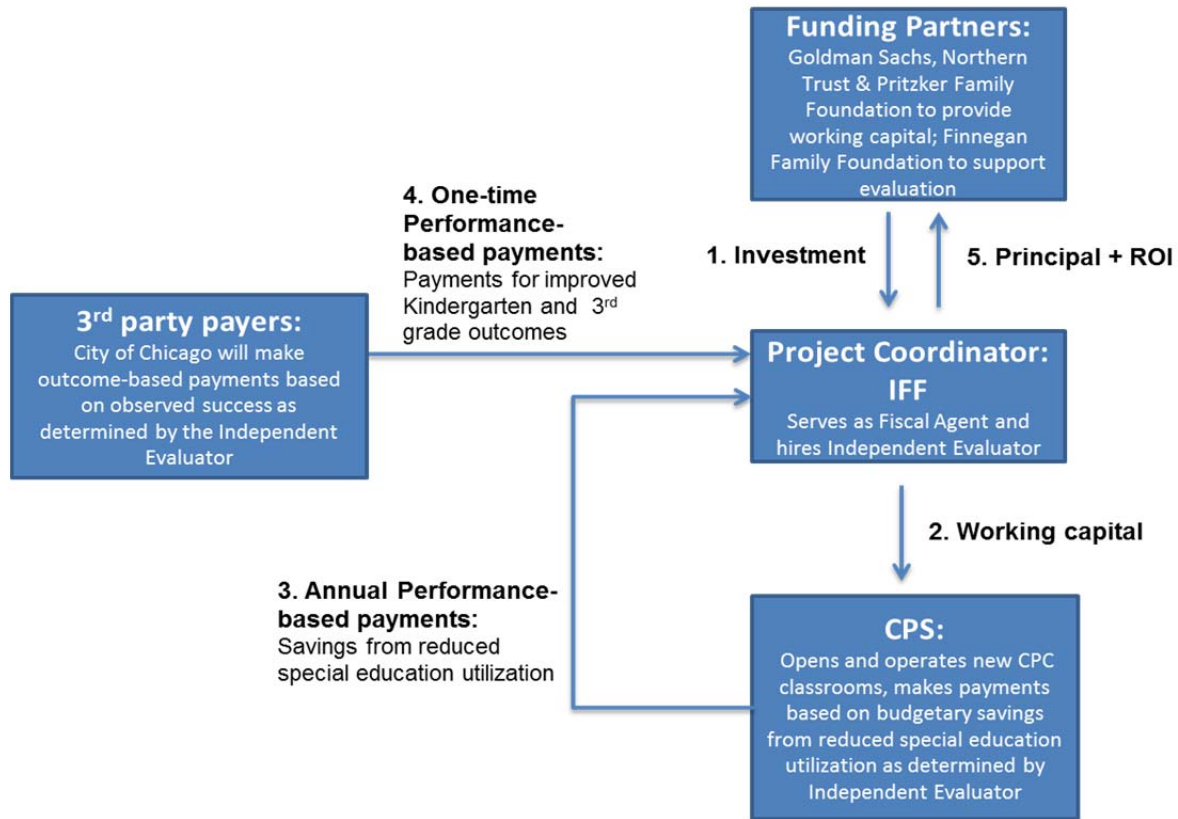 Funding Partners:
Goldman Sachs, Northern
Trust & Pritzker Family
Foundation to provide
working capital; Finnegan
Family Foundation to support
evaluation
4. One-time
Performance-
based payments:
Payments for improved
Kindergarten and 3rd
grade outcomes
1. Investment
5. Principal + ROI
3rd party payers:
City of Chicago will make
outcome-based payments based
on observed success as
determined by the Independent
Evaluator
Project Coordinator:
IFF
Serves as Fiscal Agent and
hires Independent Evaluator
2. Working capital
3. Annual Performance-
based payments:
Savings from reduced
special education utilization
CPS:
Opens and operates new CPC
classrooms, makes payments
based on budgetary savings
from reduced special education
utilization as determined by
Independent Evaluator